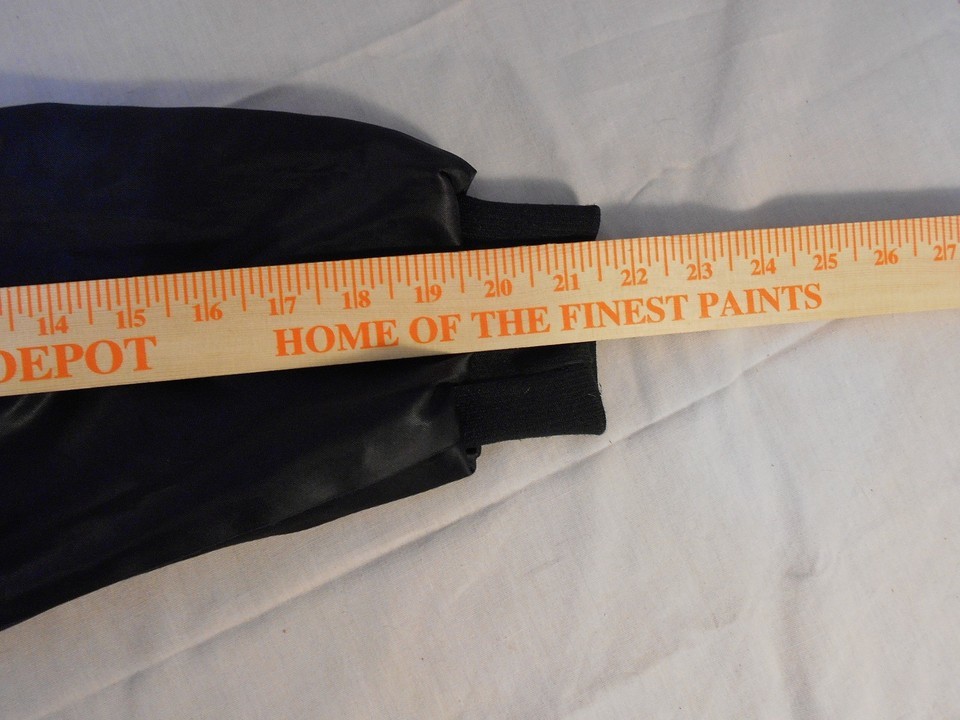 14 15 16 17 18 19 20 21 22 23 24 25 26 27
DEPOT HOME OF THE FINEST PAINTS